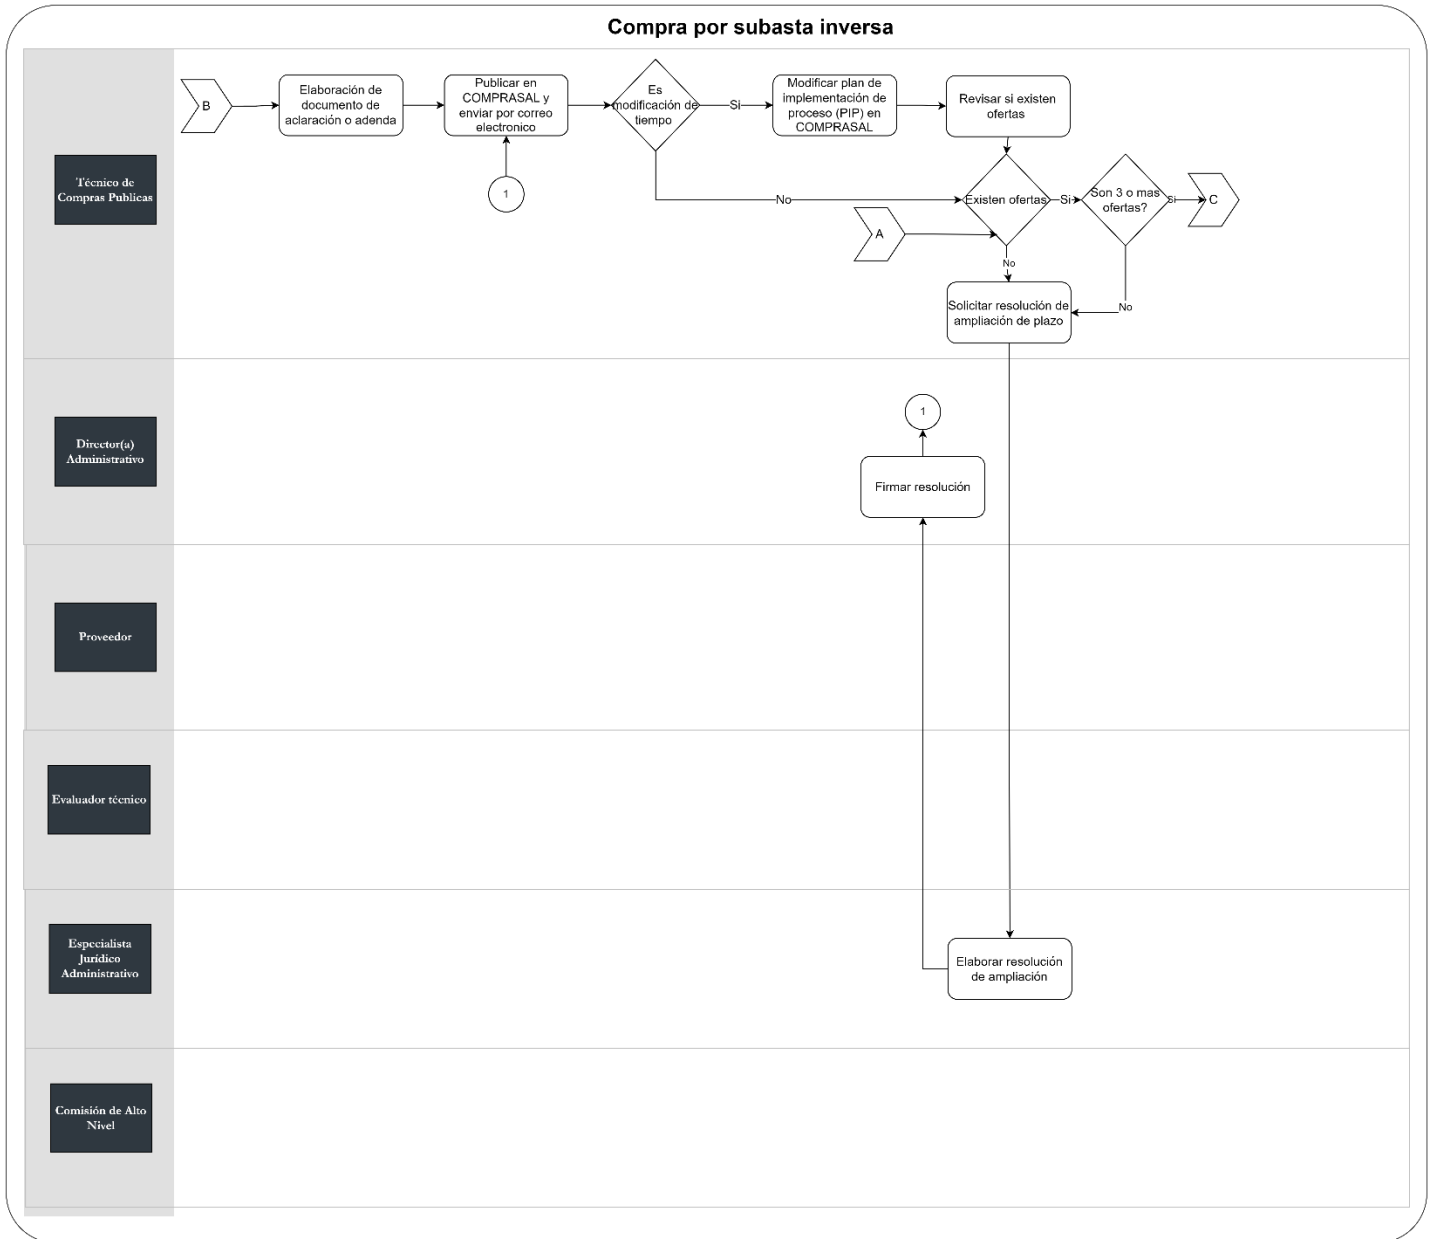 Compra por subasta inversa
B
Elaboración de
documento de
aclaración o adenda
Publicar en
COMPRASAL y
enviar por correo
electronico
Es
modificación de
tiempo
Si
Modificar plan de
implementación de
proceso (PIP) en
COMPRASAL
Revisar si existen
ofertas
Técnico de
Compras Publicas
1
No
Existen ofertas
Si
Son 3 o mas
ofertas?
Si
C
A
No
Solicitar resolución de
ampliación de plazo
No
Director(a)
Administrativo
1
Firmar resolución
Proveedor
Evaluador técnico
Especialista
Jurídico
Administrativo
Elaborar resolución
de ampliación
Comisión de Alto
Nivel